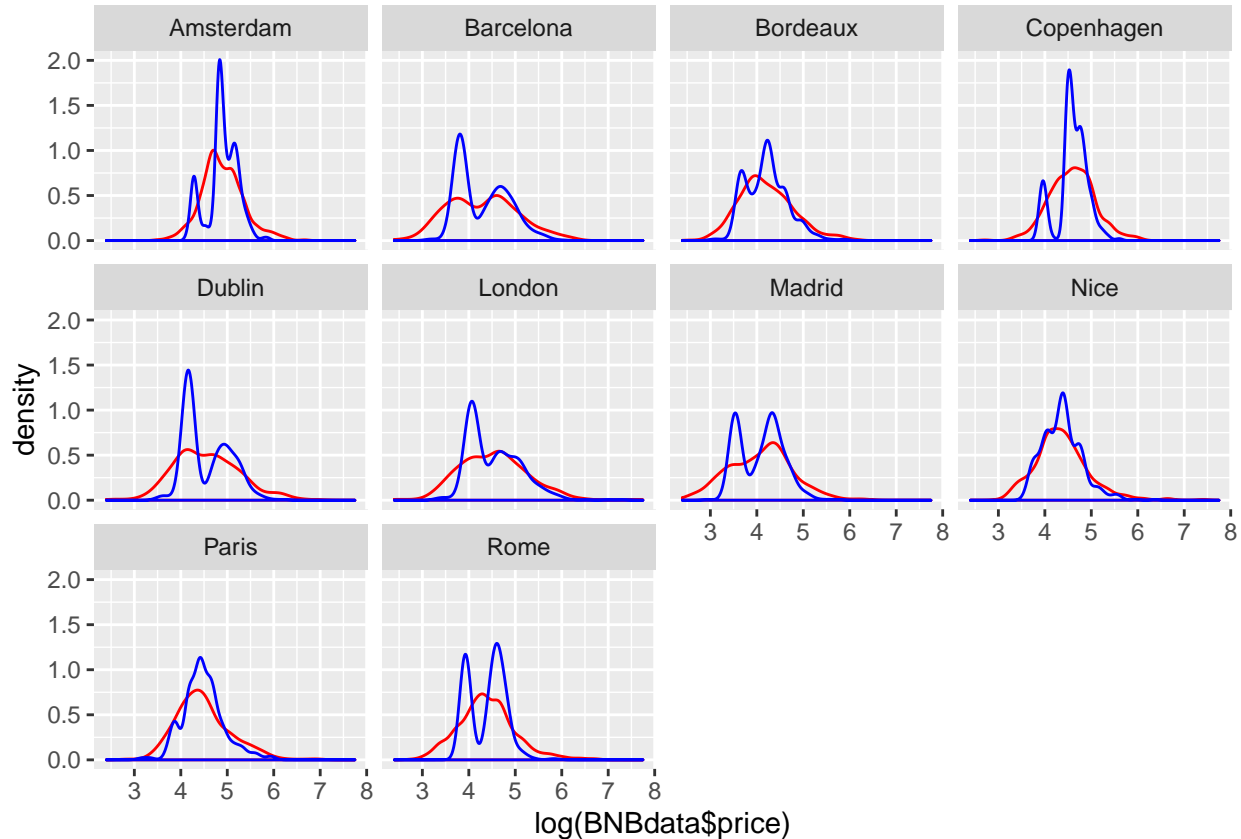 Amsterdam Barcelona Bordeaux Copenhagen
2.0
1.5
1.0
0.5
0.0
Dublin London Madrid Nice
2.0
1.5
1.0
0.5
0.0
3 4 5 6 7 8 3 4 5 6 7 8
Paris Rome
2.0
1.5
1.0
0.5
0.0
3 4 5 6 7 8 3 4 5 6 7 8
density
log(BNBdata$price)